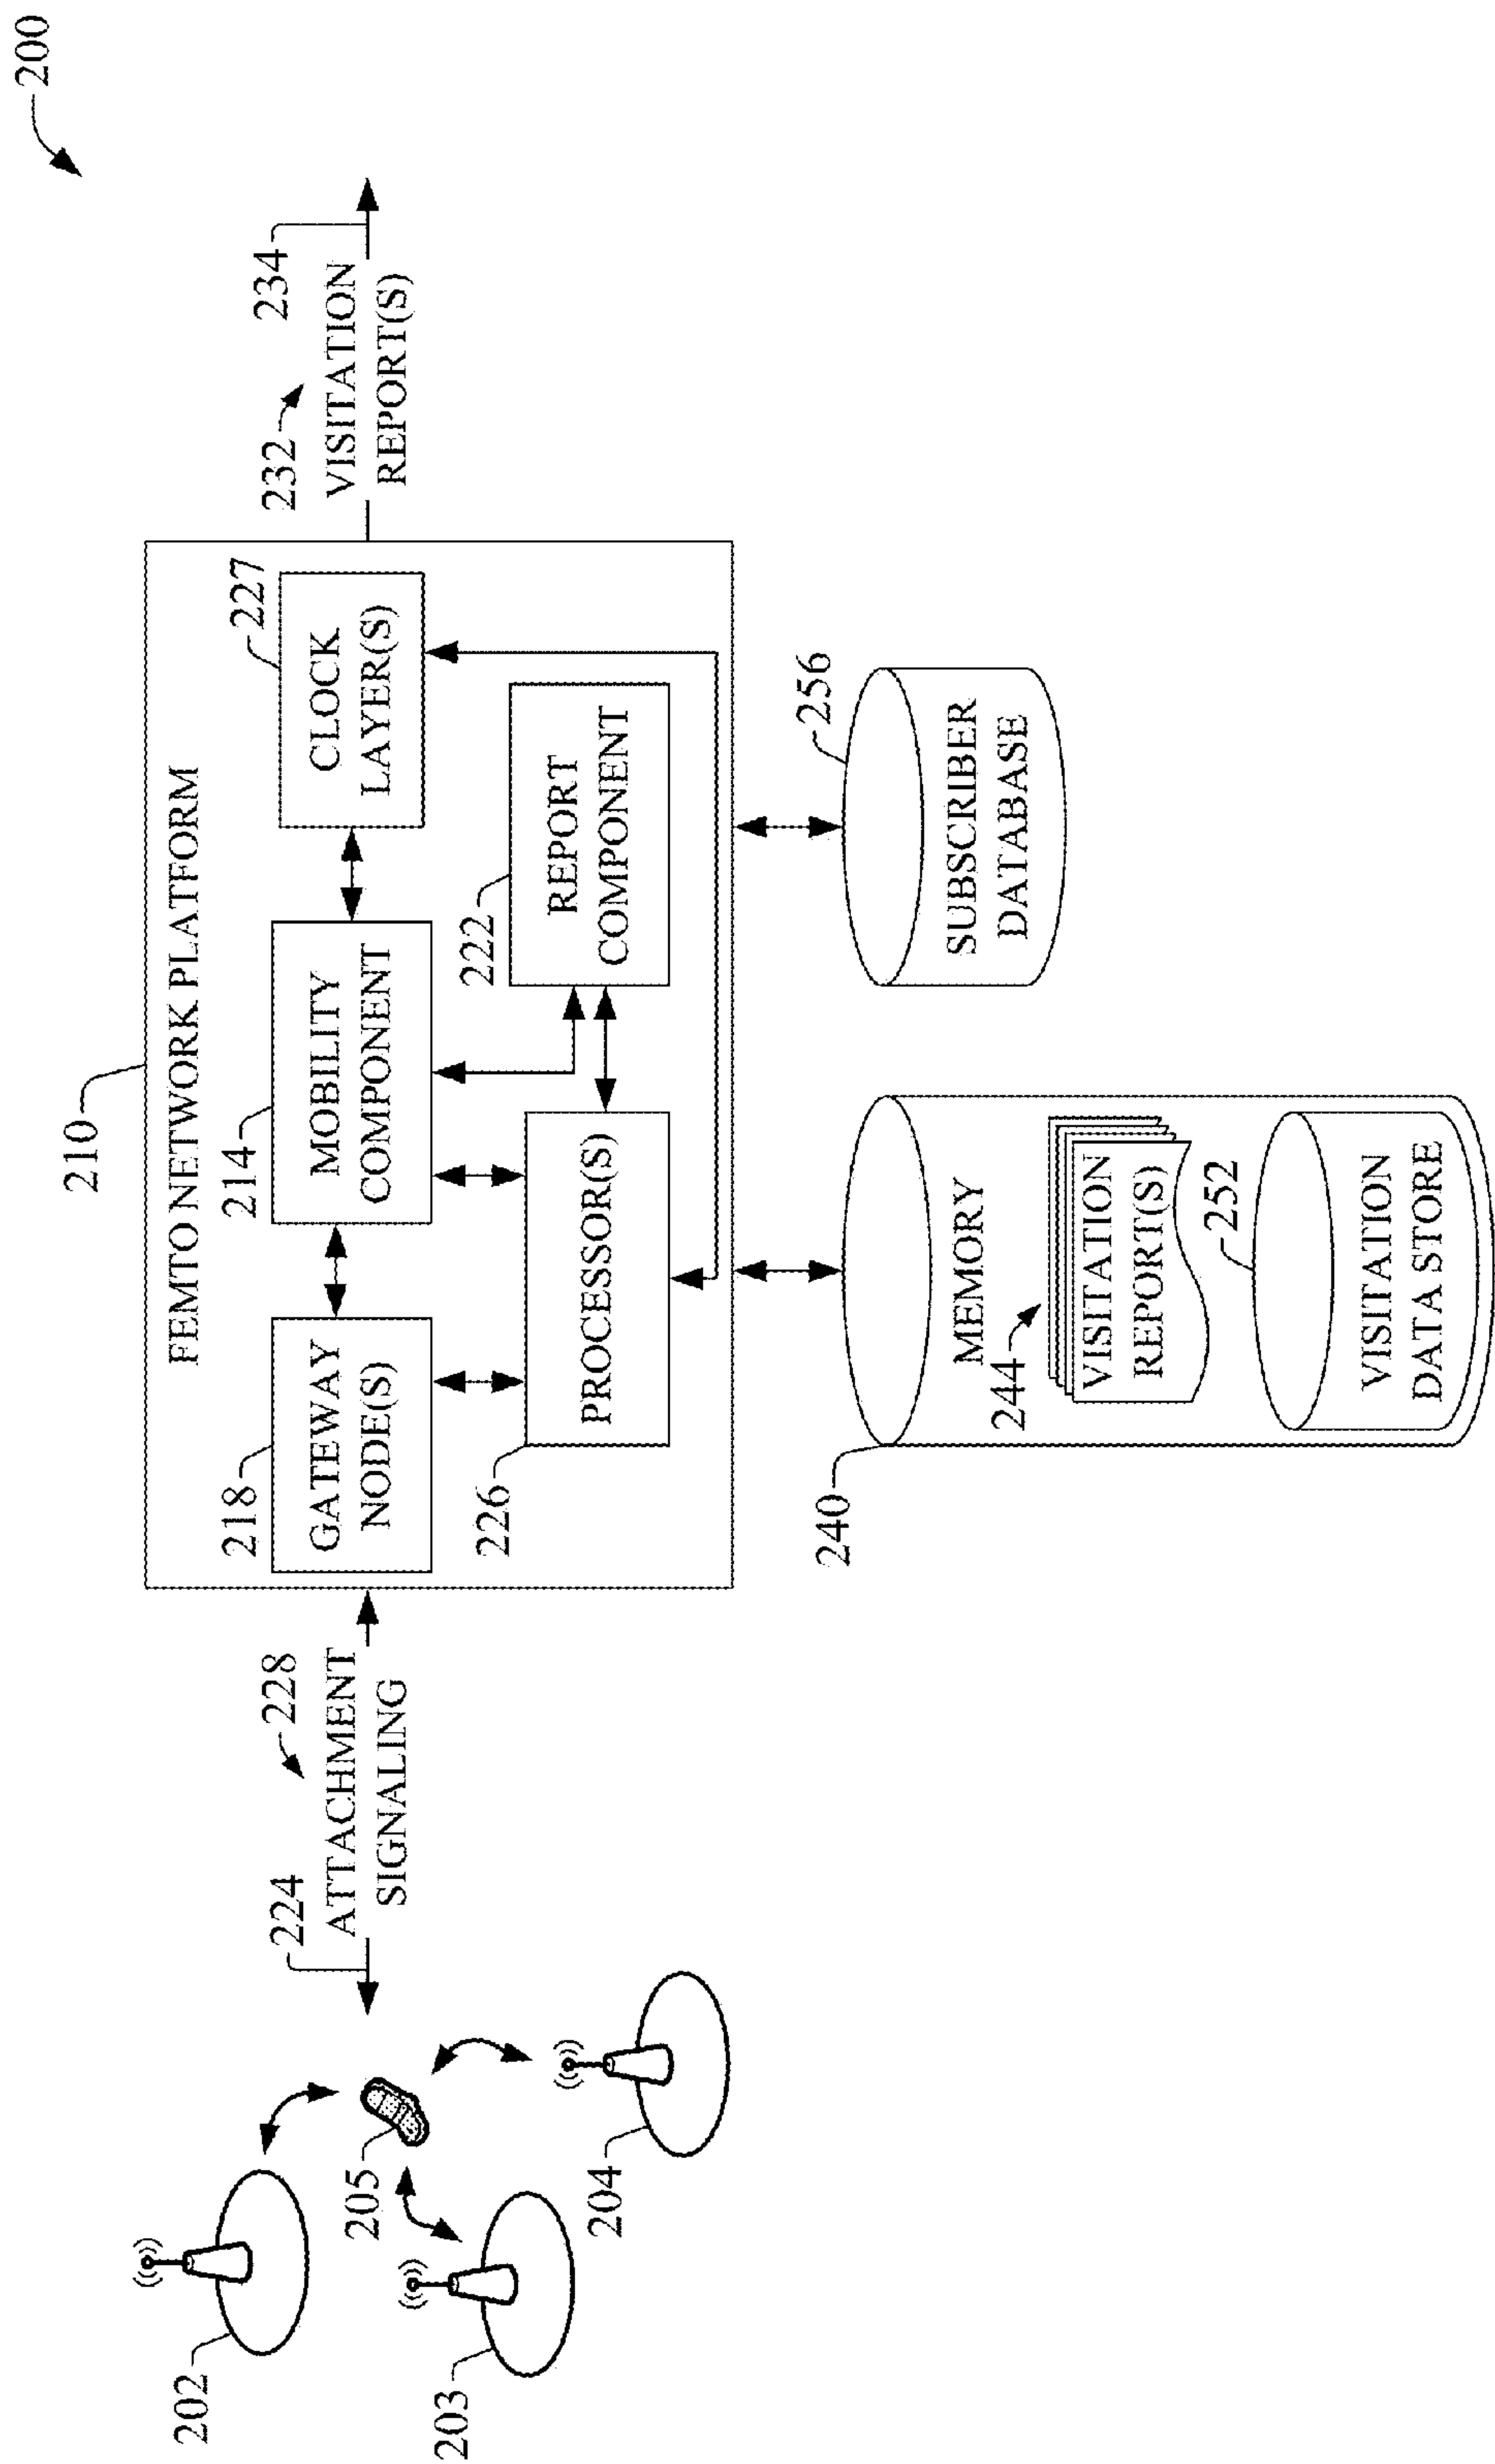 200
210
FEMTO NETWORK PLATFORM
218
GATEWAY
NODE(S)
214
MOBILITY
COMPONENT
227
CLOCK
LAYER(S)
226
PROCESSOR(S)
222
REPORT
COMPONENT
224
228
ATTACHMENT
SIGNALING
232
234
VISITATION
REPORT(S)
202
203
204
205
240
MEMORY
244
VISITATION
REPORT(S)
252
VISITATION
DATA STORE
256
SUBSCRIBER
DATABASE